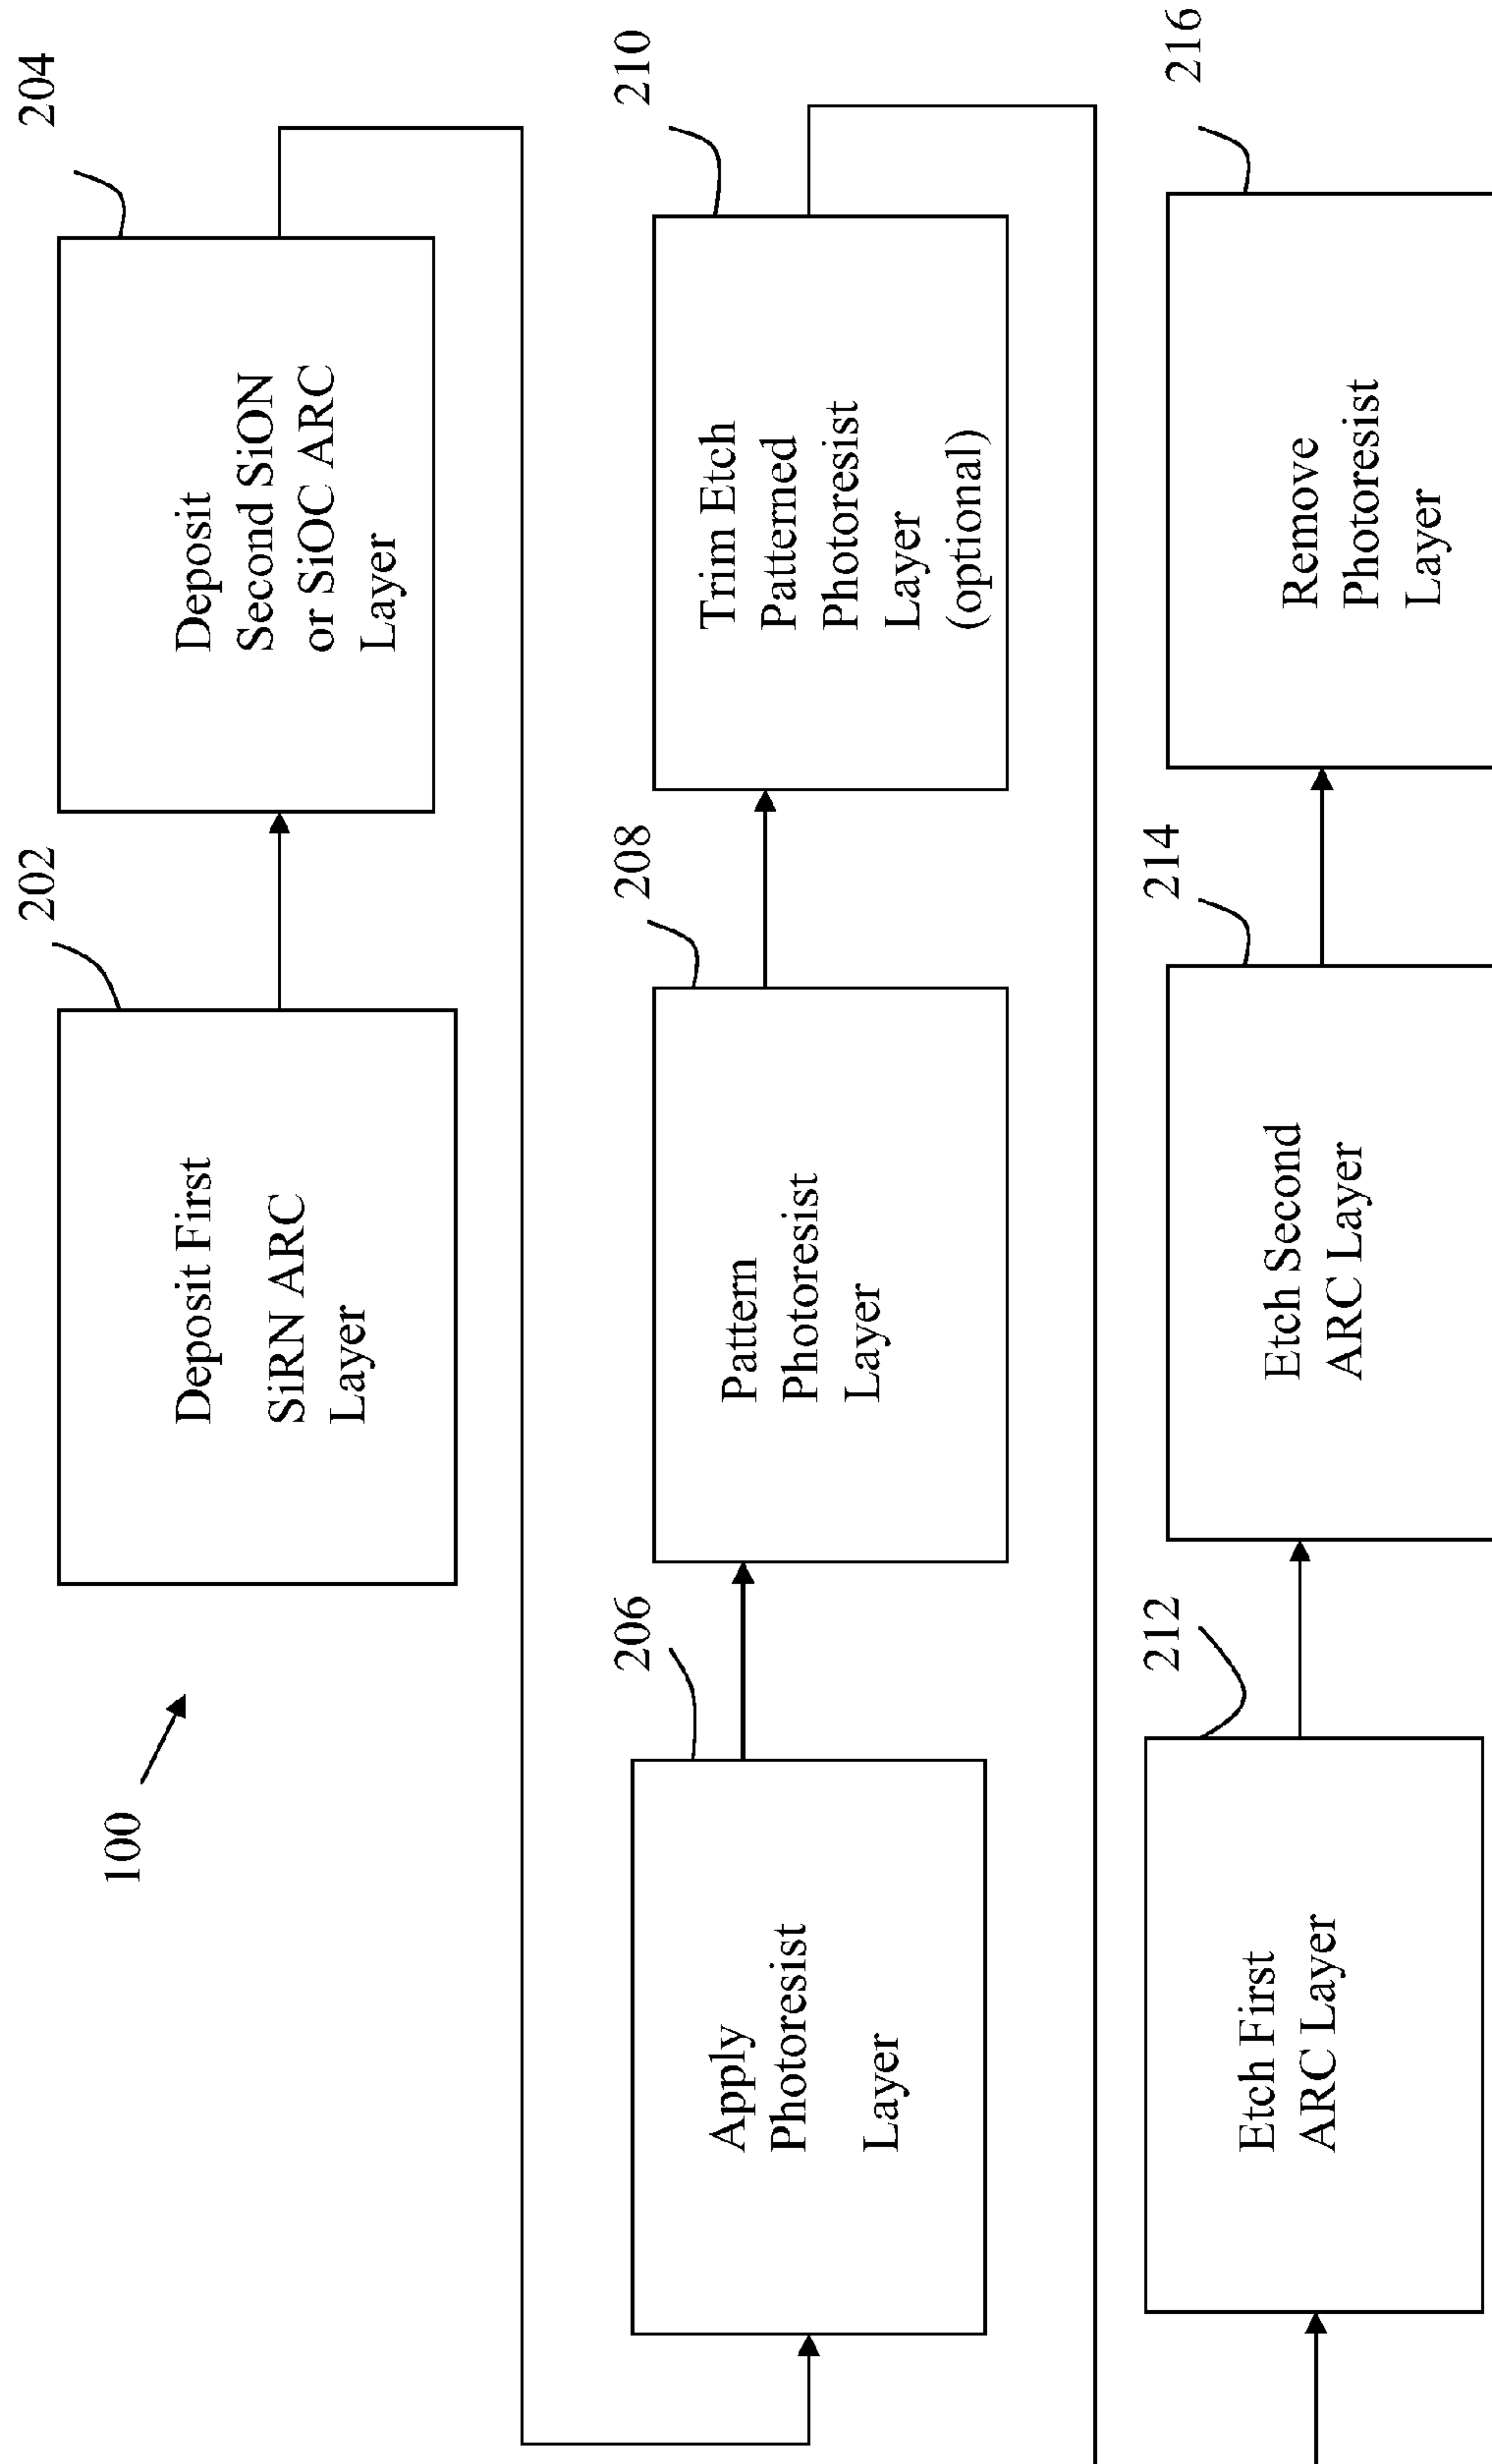 100
202
Deposit First
SiRN ARC
Layer
204
Deposit
Second SiON
or SiOC ARC
Layer
206
Apply
Photoresist
Layer
208
Pattern
Photoresist
Layer
210
Trim Etch
Patterned
Photoresist
Layer
(optional)
212
Etch First
ARC Layer
214
Etch Second
ARC Layer
216
Remove
Photoresist
Layer